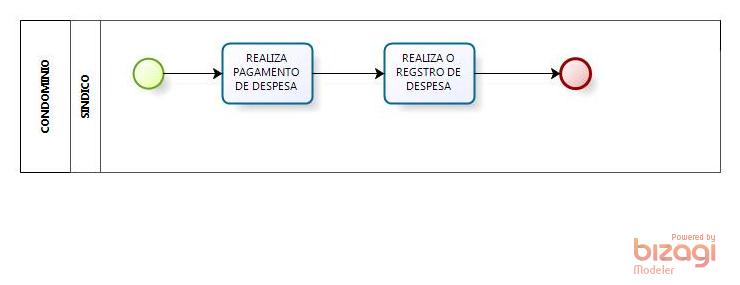 CONDOMINIO
SINDICO
REALIZA
PAGAMENTO
DE DESPESA
REALIZA O
REGSTRO DE
DESPESA
Powered by
bizagi
Modeler